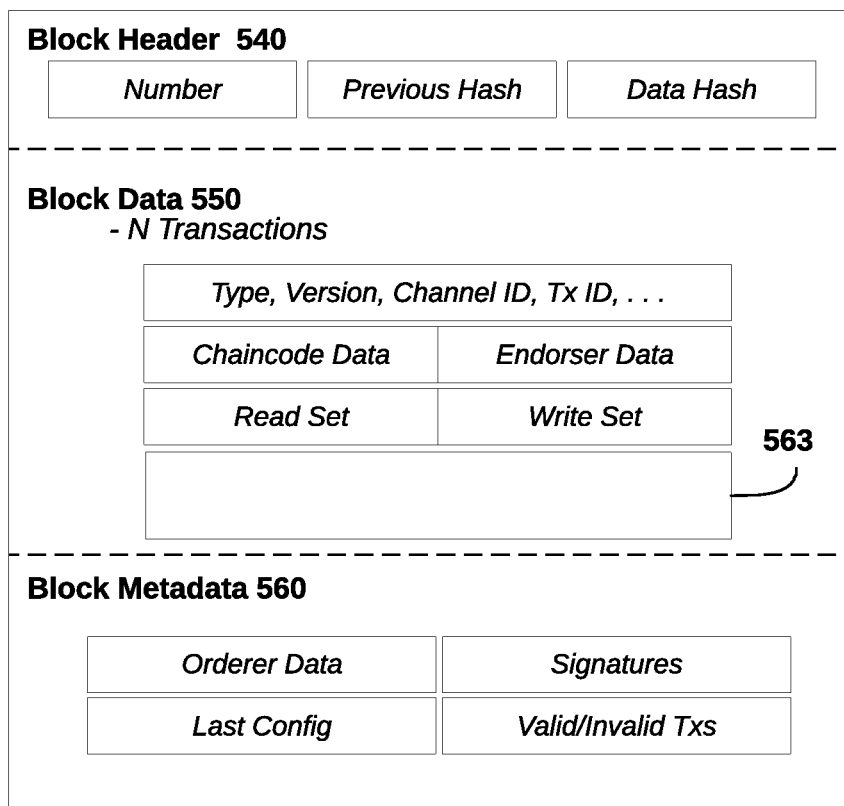 Block Header 540
Number Previous Hash Data Hash
Block Data 550
- N Transactions
Type, Version, Channel ID, Tx ID, . . .
Chaincode Data Endorser Data
Read Set Write Set
563
Block Metadata 560
Orderer Data Signatures
Last Config Valid/Invalid Txs